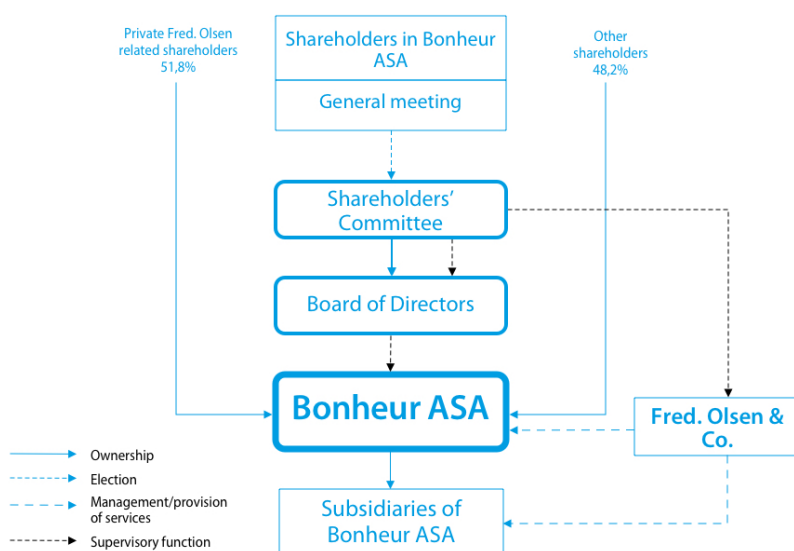 Private Fred. Olsen
related shareholders
51,8%
Shareholders in Bonheur
ASA
General meeting
Other
shareholders
48,2%
Shareholders’
Committee
Board of Directors
Bonheur ASA
Fred. Olsen &
Co.
Subsidiaries of
Bonheur ASA
Ownership
Election
Management/provision
of services
Supervisory function